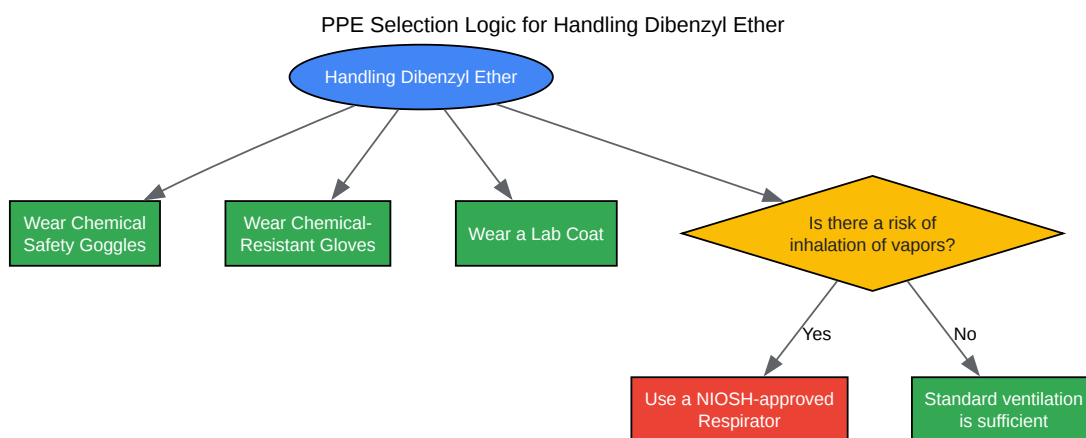 PPE Selection Logic for Handling Dibenzyl Ether
Handling Dibenzyl Ether
Wear Chemical
Safety Goggles
Wear Chemical-
Resistant Gloves
Wear a Lab Coat
Is there a risk of
inhalation of vapors?
Yes
No
Use a NIOSH-approved
Respirator
Standard ventilation
is sufficient